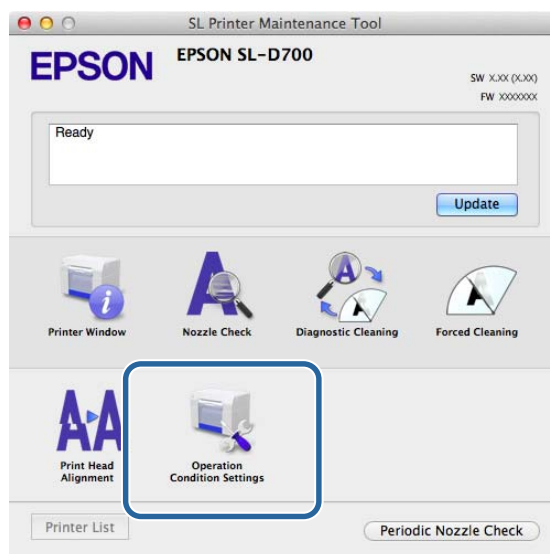 SL Printer Maintenance Tool
EPSON
EPSON SL-D700
SW X.XX (X.XX)
FW XXXXXXX
Ready
Update
Printer Window
Nozzle Check
Diagnostic Cleaning
Forced Cleaning
Print Head
Alignment
Operation
Condition Settings
Printer List
Periodic Nozzle Check